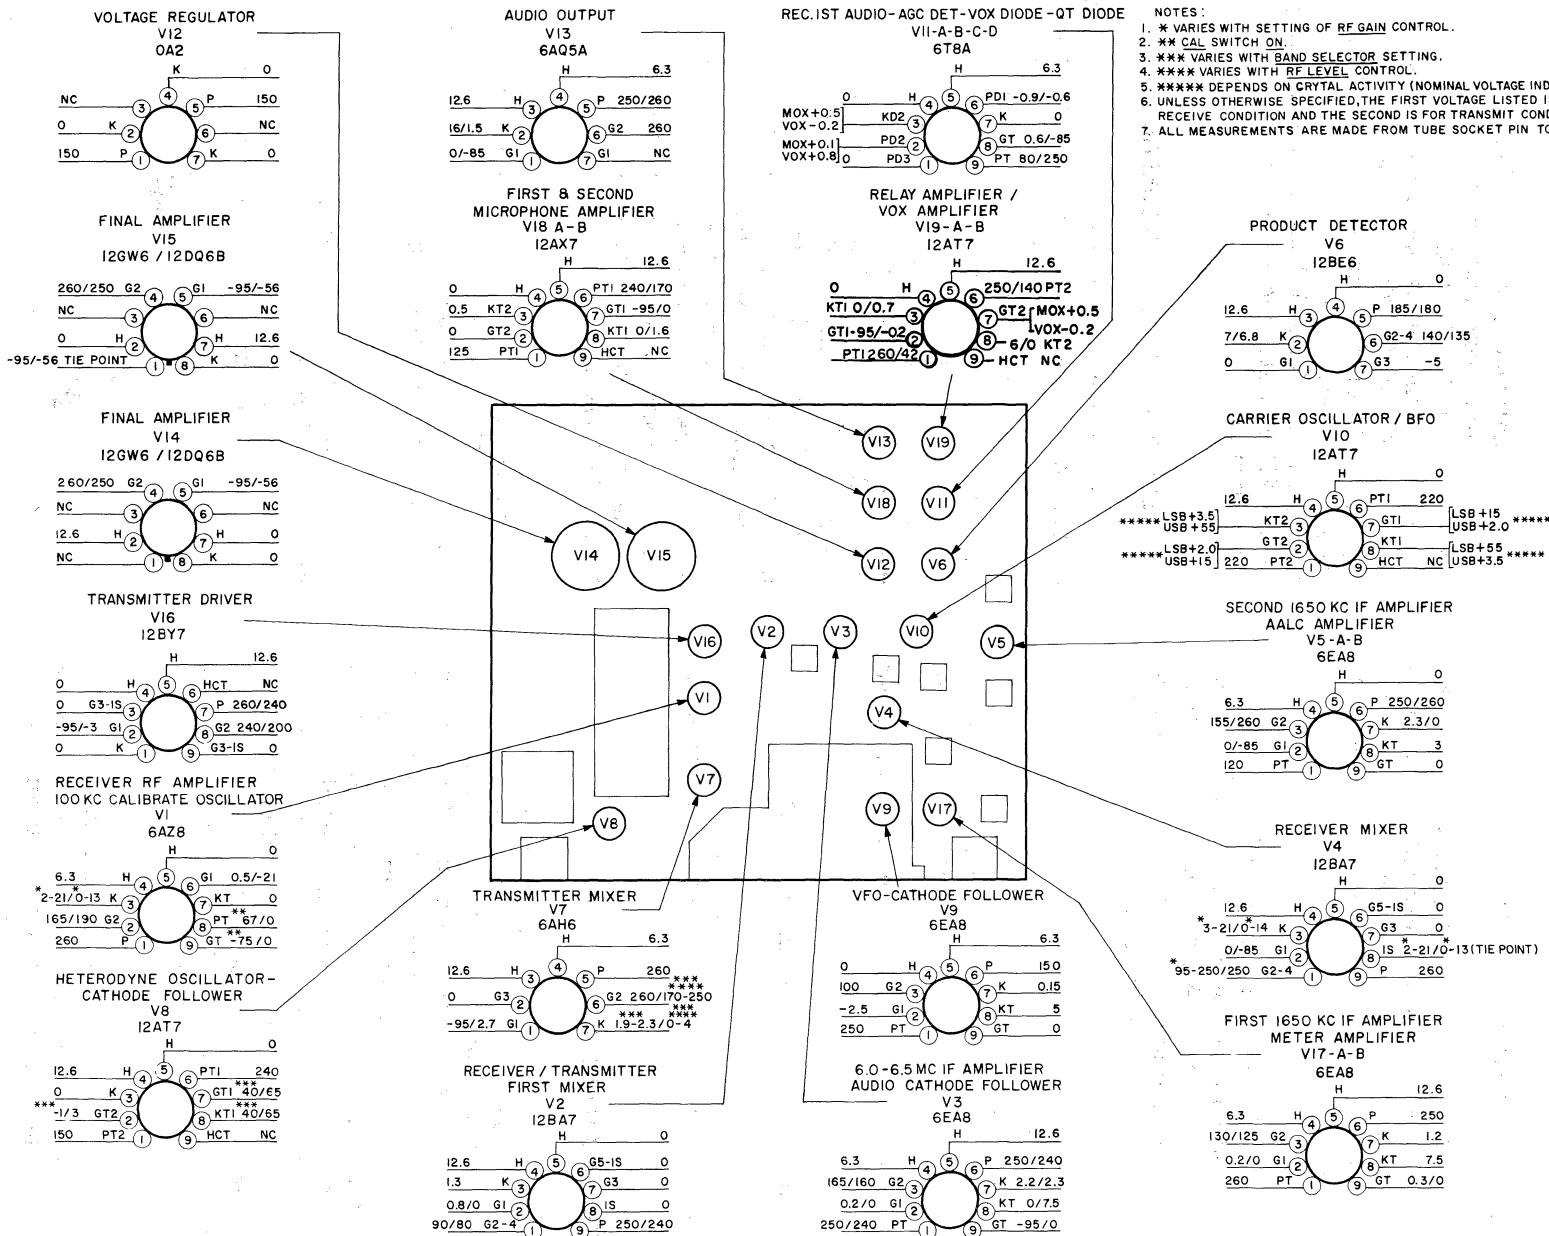 VOLTAGE REGULATOR
V12
OA2
K 0
NC 3 4 5 P 150
0 K 2 6 NC
150 P 1 7 K 0
AUDIO OUTPUT
V13
6AQ5A
H 6.3
12.6 H 3 4 5 P 250/260
16/1.5 K 2 6 G2 260
0/-85 G1 1 7 G1 NC
REC. IST AUDIO-AGC DET-VOX DIODE-QT DIODE
V11-A-B-C-D
6T8A
H 6.3
0 H 4 5 6 PD1 -0.9/-0.6
MOX+0.5
VOX-0.2
KD2 3 7 K 0
MOX+0.1
VOX+0.8
PD2 2 8 GT 0.6/-85
0 PD3 1 9 PT 80/250
NOTES:
1. * VARIES WITH SETTING OF RF GAIN CONTROL.
2. ** CAL SWITCH ON.
3. *** VARIES WITH BAND SELECTOR SETTING.
4. **** VARIES WITH RF LEVEL CONTROL.
5. ***** DEPENDS ON CRYTAL ACTIVITY (NOMINAL VOLTAGE IND
6. UNLESS OTHERWISE SPECIFIED, THE FIRST VOLTAGE LISTED I
RECEIVE CONDITION AND THE SECOND IS FOR TRANSMIT CON
7. ALL MEASUREMENTS ARE MADE FROM TUBE SOCKET PIN TO
FINAL AMPLIFIER
V15
12GW6 / 12DQ6B
260/250 G2 4 5 G1 -95/-56
NC 3 6 NC
0 H 2 7 H 12.6
-95/-56 TIE POINT 1 8 K 0
FIRST & SECOND
MICROPHONE AMPLIFIER
V18 A-B
12AX7
H 12.6
0 H 4 5 6 PT1 240/170
0.5 KT2 3 7 GT1 -95/0
0 GT2 2 8 KT1 0/1.6
125 PT1 1 9 HCT NC
RELAY AMPLIFIER /
VOX AMPLIFIER
V19-A-B
12AT7
H 12.6
0 H 4 5 6 250/140 PT2
KT1 0/0.7 3 7 GT2 MOX+0.5
VOX-0.2
GT1-95/-02 2 8 6/0 KT2
PT1 260/42 1 9 HCT NC
PRODUCT DETECTOR
V6
12BE6
H 0
12.6 H 3 4 5 P 185/180
7/6.8 K 2 6 G2-4 140/135
0 G1 1 7 G3 -5
FINAL AMPLIFIER
V14
12GW6 / 12DQ6B
260/250 G2 4 5 G1 -95/-56
NC 3 6 NC
12.6 H 2 7 H 0
NC 1 8 K 0
CARRIER OSCILLATOR / BFO
V10
12AT7
H 0
12.6 H 4 5 6 PT1 220
***** LSB+3.5
USB+55
KT2 3 7 GT1
LSB+15
USB+2.0 *****
***** LSB+2.0
USB+15
GT2 2 8 KT1
LSB+55
USB+3.5 *****
220 PT2 1 9 HCT NC
V13 V19
V18 V11
V14 V15 V12 V6
V16 V2 V3 V10 V5
V1 V4
V7
V8 V9 V17
TRANSMITTER DRIVER
V16
12BY7
H 12.6
0 H 4 5 6 HCT NC
0 G3-IS 3 7 P 260/240
-95/-3 G1 2 8 G2 240/200
0 K 1 9 G3-IS 0
SECOND 1650 KC IF AMPLIFIER
AALC AMPLIFIER
V5-A-B
6EA8
H 0
6.3 H 4 5 6 P 250/260
155/260 G2 3 7 K 2.3/0
0/-85 G1 2 8 KT 3
120 PT 1 9 GT 0
RECEIVER RF AMPLIFIER
100 KC CALIBRATE OSCILLATOR
V1
6AZ8
H 0
6.3 H 4 5 6 G1 0.5/-21
*2-21/*0-13 K 3 7 KT 0
165/190 G2 2 8 PT **67/0
260 P 1 9 GT **-75/0
RECEIVER MIXER
V4
12BA7
H 0
12.6 H 4 5 6 G5-IS 0
*3-21/*0-14 K 3 7 G3 0
0/-85 G1 2 8 IS *2-21/*0-13 (TIE POINT)
*95-250/250 G2-4 1 9 P 260
TRANSMITTER MIXER
V7
6AH6
H 6.3
12.6 H 3 4 5 P 260
0 G3 2 6 G2 260/170-250 *** ****
-95/2.7 G1 1 7 K 1.9-2.3/0-4 *** *** ****
VFO-CATHODE FOLLOWER
V9
6EA8
H 6.3
0 H 4 5 6 P 150
100 G2 3 7 K 0.15
-2.5 G1 2 8 KT 5
250 PT 1 9 GT 0
HETERODYNE OSCILLATOR-
CATHODE FOLLOWER
V8
12AT7
H 0
12.6 H 4 5 6 PT1 240
0 K 3 7 GT1 ***40/65
***-1/3 GT2 2 8 KT1 ***40/65
150 PT2 1 9 HCT NC
FIRST 1650 KC IF AMPLIFIER
METER AMPLIFIER
V17-A-B
6EA8
H 12.6
6.3 H 4 5 6 P 250
130/125 G2 3 7 K 1.2
0.2/0 G1 2 8 KT 7.5
260 PT 1 9 GT 0.3/0
RECEIVER / TRANSMITTER
FIRST MIXER
V2
12BA7
H 0
12.6 H 4 5 6 G5-IS 0
1.3 K 3 7 G3 0
0.8/0 G1 2 8 IS 0
90/80 G2-4 1 9 P 250/240
6.0-6.5 MC IF AMPLIFIER
AUDIO CATHODE FOLLOWER
V3
6EA8
H 12.6
6.3 H 4 5 6 P 250/240
165/160 G2 3 7 K 2.2/2.3
0.2/0 G1 2 8 KT 0/7.5
250/240 PT 1 9 GT -95/0